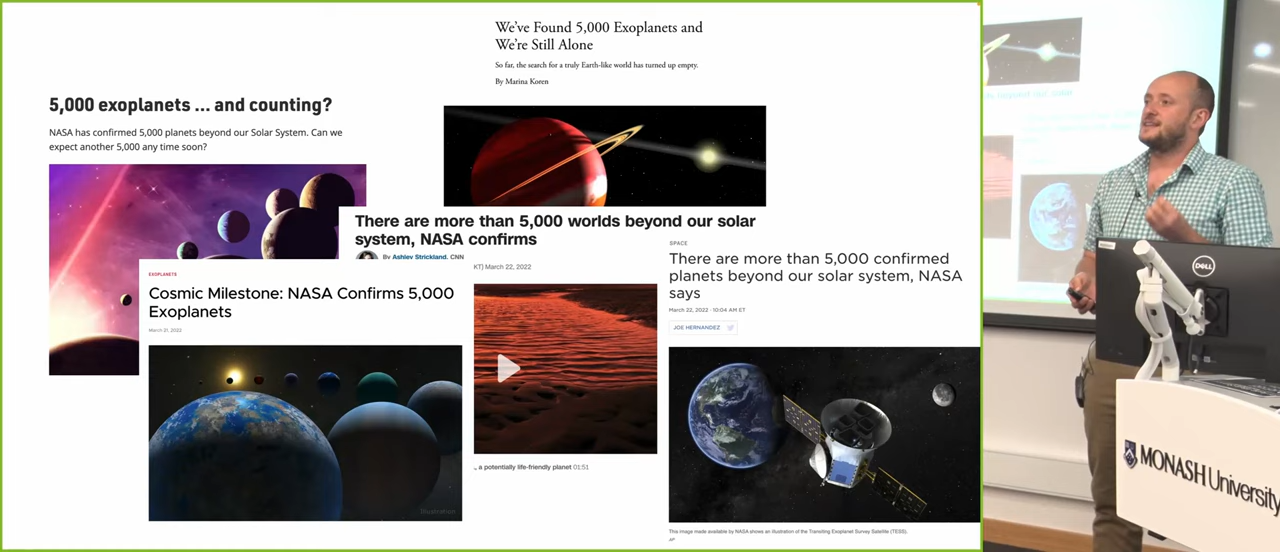 We've Found 5,000 Exoplanets and
We're Still Alone
So far, the search for a truly Earth-like world has turned up empty.
By Marina Koren
5,000 exoplanets ... and counting?
NASA has confirmed 5,000 planets beyond our Solar System. Can we
expect another 5,000 any time soon?
There are more than 5,000 worlds beyond our solar
system, NASA confirms
By Ashley Strickland, CNN
KT) March 22, 2022
SPACE
There are more than 5,000 confirmed
planets beyond our solar system, NASA
says
March 22, 2022 · 10:04 AM ET
JOE HERNANDEZ
EXOPLANETS
Cosmic Milestone: NASA Confirms 5,000
Exoplanets
March 21, 2022
Illustration
., a potentially life-friendly planet 01:51
This image made available by NASA shows an illustration of the Transiting Exoplanet Survey Satellite (TESS).
AP
DELL
MONASH University